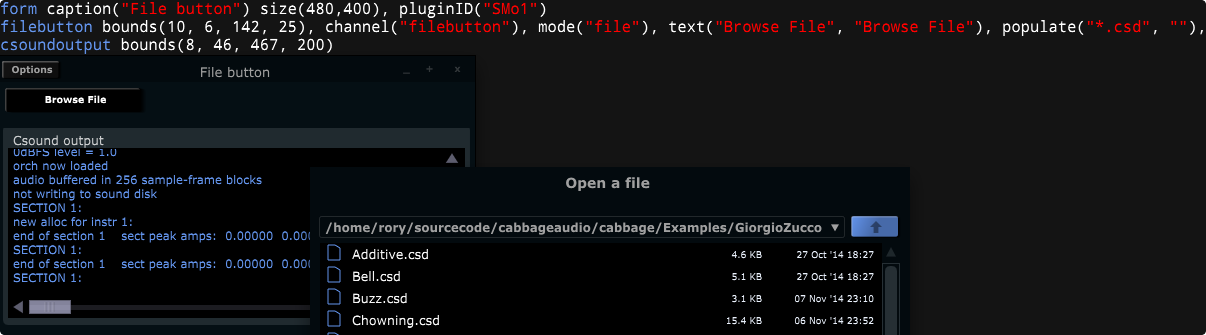 form caption("File button") size(480,400), pluginID("SMo1")
filebutton bounds(10, 6, 142, 25), channel("filebutton"), mode("file"), text("Browse File", "Browse File"), populate("*.csd", ""),
csoundoutput bounds(8, 46, 467, 200)
Options
File button
Browse File
Csound output
0dBFS level = 1.0
orch now loaded
audio buffered in 256 sample-frame blocks
not writing to sound disk
SECTION 1:
new alloc for instr 1:
end of section 1 sect peak amps: 0.00000 0.000
SECTION 1:
end of section 1 sect peak amps: 0.00000 0.000
SECTION 1:
Open a file
/home/rory/sourcecode/cabbageaudio/cabbage/Examples/GiorgioZucco
Additive.csd 4.6 KB 27 Oct '14 18:27
Bell.csd 5.1 KB 27 Oct '14 18:27
Buzz.csd 3.1 KB 07 Nov '14 23:10
Chowning.csd 15.4 KB 06 Nov '14 23:52